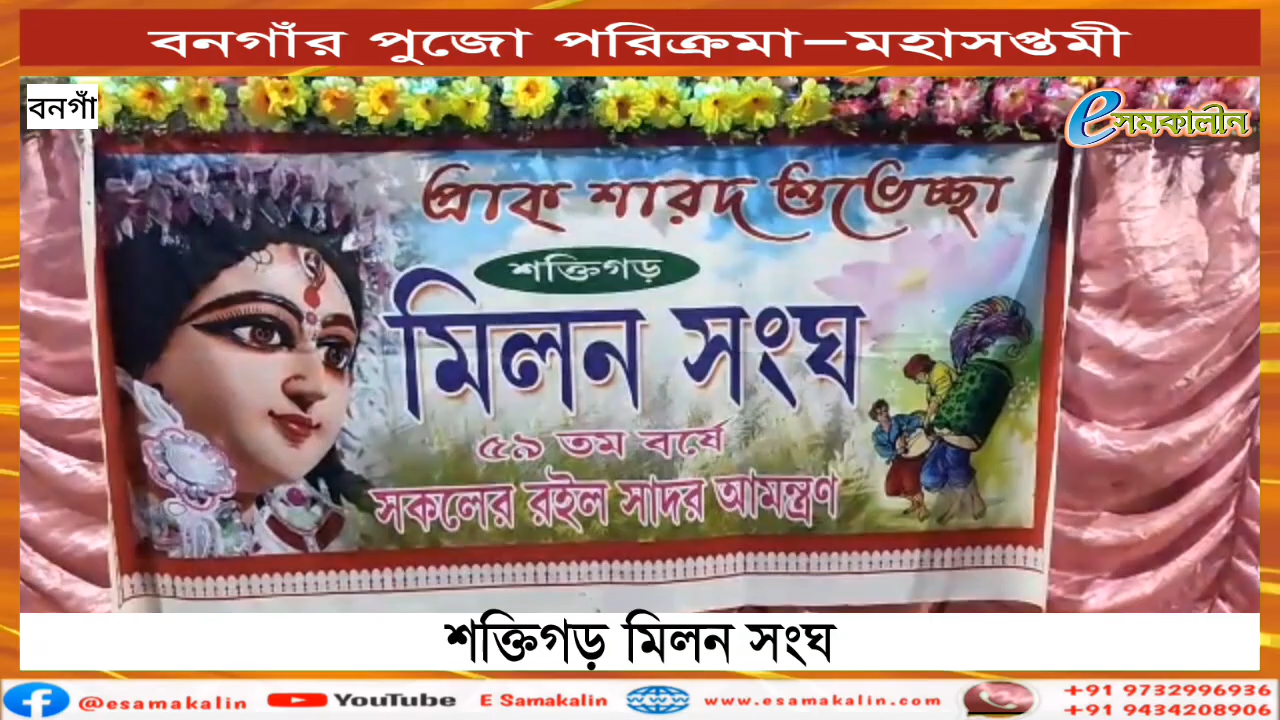 বনগাঁর পুজো পরিক্রমা–মহাসপ্তমী
বনগাঁ
eসমকালীন
প্রাক্ শারদ শুভেচ্ছা
শক্তিগড়
মিলন সংঘ
৫৯ তম বর্ষে
সকলের রইল সাদর আমন্ত্রণ
শক্তিগড় মিলন সংঘ
@esamakalin YouTube E Samakalin www.esamakalin.com +91 9732996936
+91 9434208906